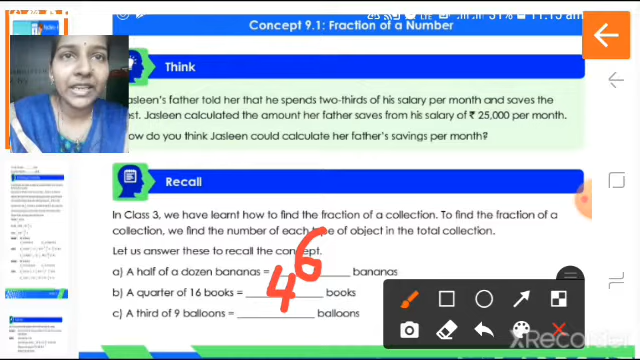 11:15 am
Concept 9.1: Fraction of a Number
Think
Jasleen's father told her that he spends two-thirds of his salary per month and saves the
rest. Jasleen calculated the amount her father saves from his salary of ₹ 25,000 per month.
How do you think Jasleen could calculate her father's savings per month?
Recall
In Class 3, we have learnt how to find the fraction of a collection. To find the fraction of a
collection, we find the number of each type of object in the total collection.
Let us answer these to recall the concept.
a) A half of a dozen bananas = 6 bananas
b) A quarter of 16 books = 4 books
c) A third of 9 balloons = ________ balloons
XRecorder